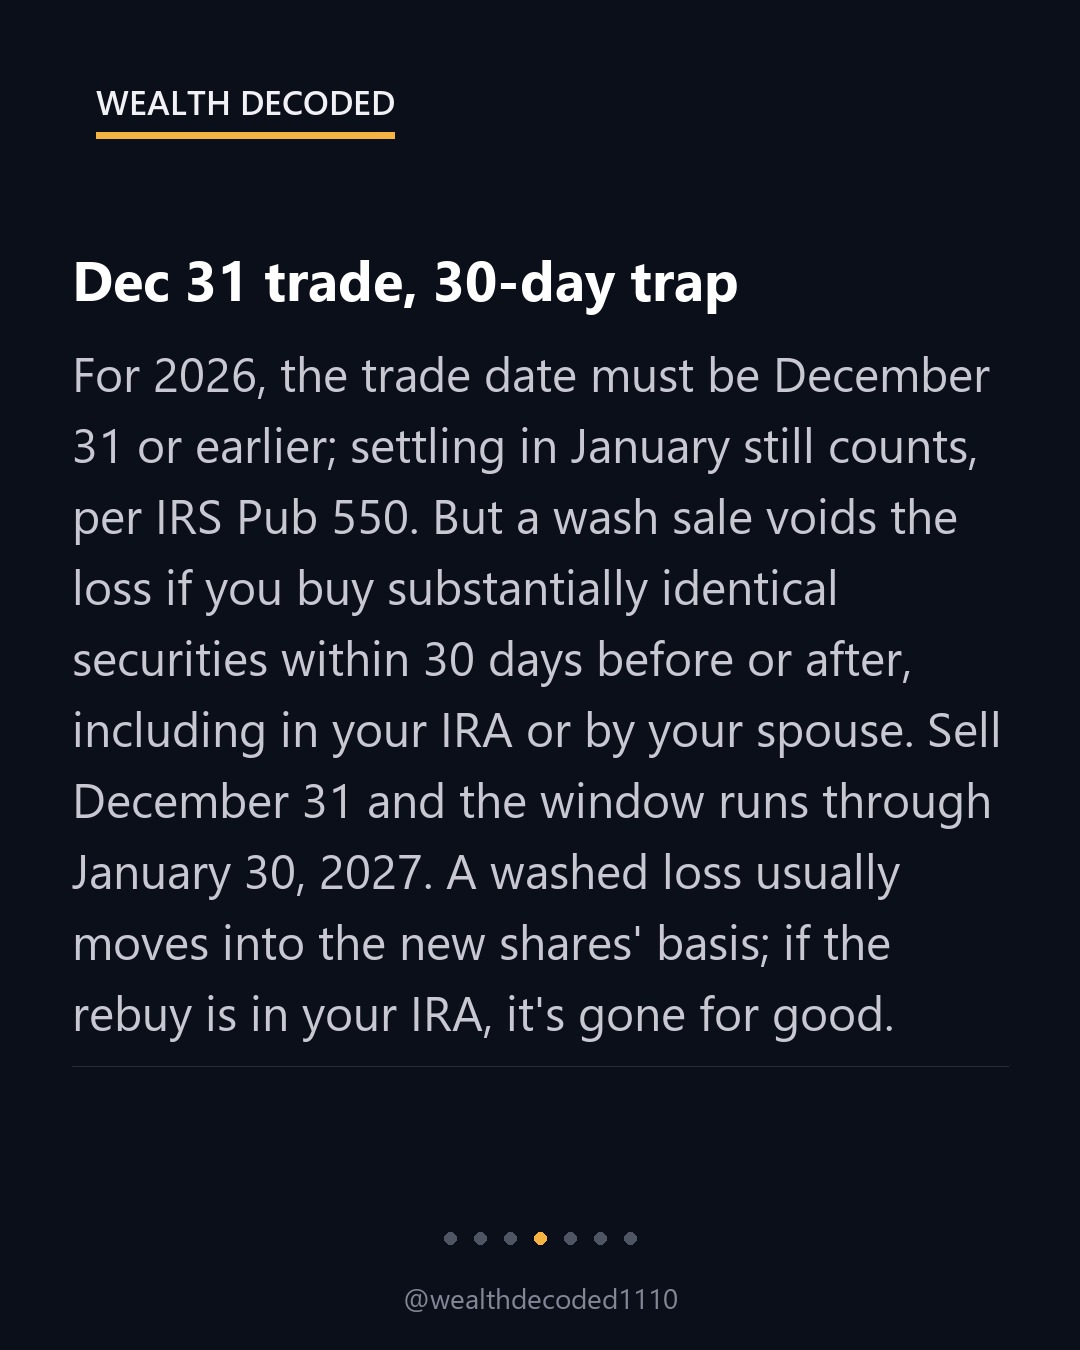 WEALTH DECODED
Dec 31 trade, 30-day trap
For 2026, the trade date must be December
31 or earlier; settling in January still counts,
per IRS Pub 550. But a wash sale voids the
loss if you buy substantially identical
securities within 30 days before or after,
including in your IRA or by your spouse. Sell
December 31 and the window runs through
January 30, 2027. A washed loss usually
moves into the new shares' basis; if the
rebuy is in your IRA, it's gone for good.
@wealthdecoded1110